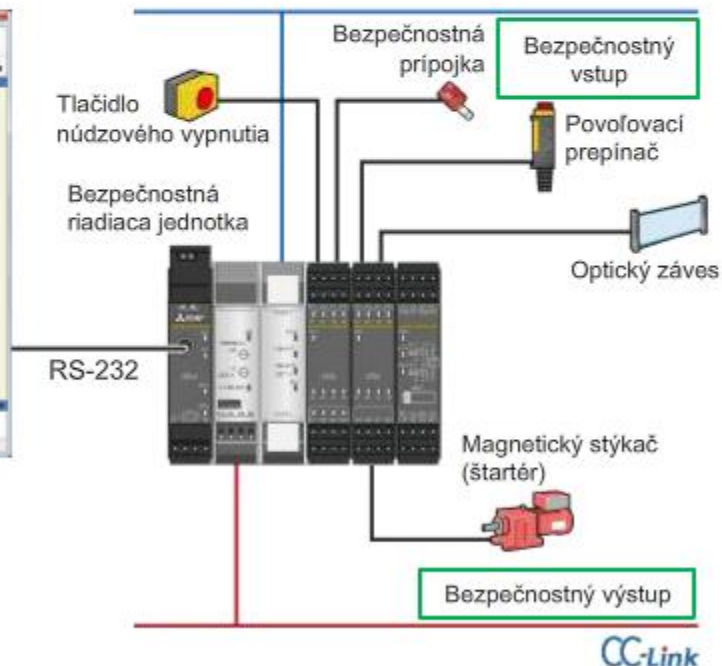 Bezpečnostná
prípojka
Bezpečnostný
vstup
Tlačidlo
núdzového vypnutia
Povoľovací
prepínač
Bezpečnostná
riadiaca jednotka
Optický záves
RS-232
Magnetický stýkač
(štartér)
Bezpečnostný výstup
CC-Link